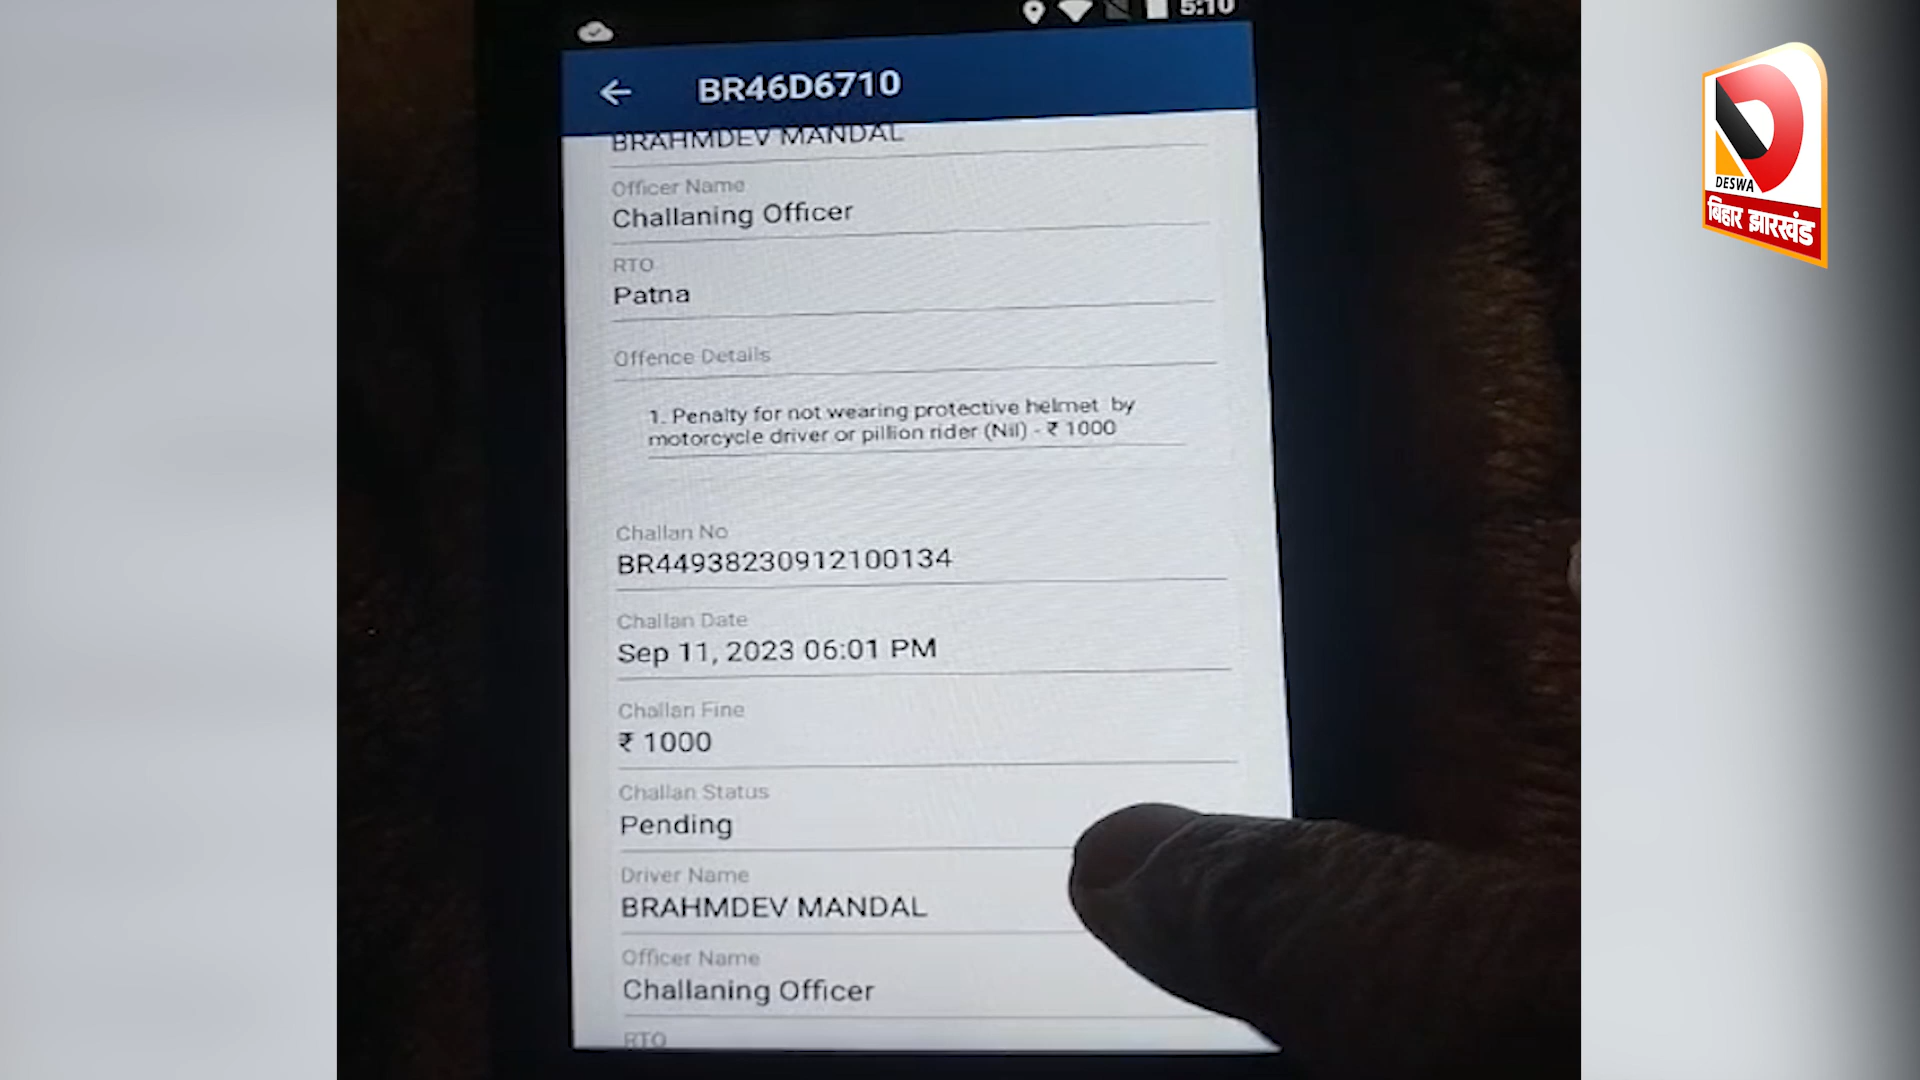 5:10
BR46D6710
BRAHMDEV MANDAL
Officer Name
Challaning Officer
RTO
Patna
Offence Details
1. Penalty for not wearing protective helmet by
motorcycle driver or pillion rider (Nil) - ₹ 1000
Challan No
BR44938230912100134
Challan Date
Sep 11, 2023 06:01 PM
Challan Fine
₹ 1000
Challan Status
Pending
Driver Name
BRAHMDEV MANDAL
Officer Name
Challaning Officer
RTO
DESWA
बिहार झारखंड